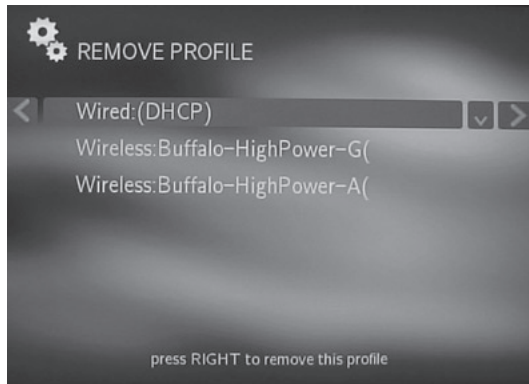 REMOVE PROFILE
Wired:(DHCP)
Wireless:Buffalo-HighPower-G(
Wireless:Buffalo-HighPower-A(
press RIGHT to remove this profile